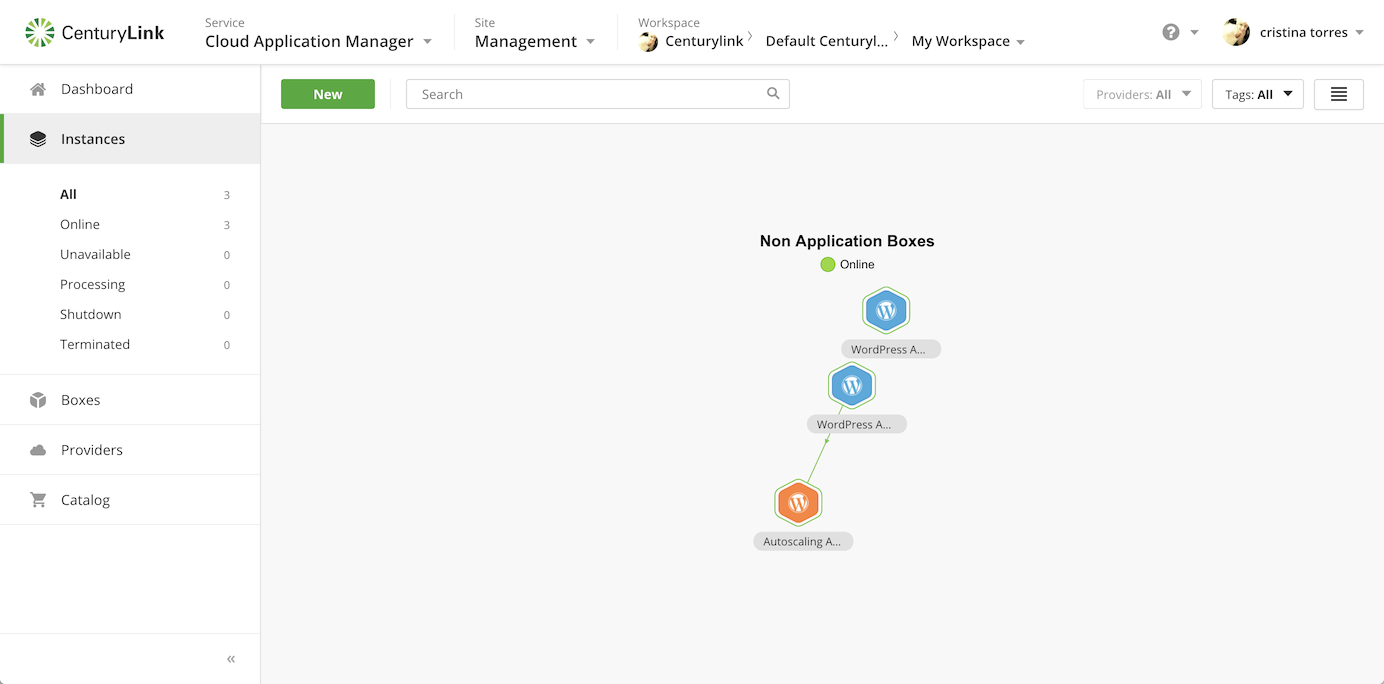 CenturyLink
Service
Cloud Application Manager
Site
Management
Workspace
Centurylink
Default Centuryl...
My Workspace
?
cristina torres
Dashboard
Instances
All 3
Online 3
Unavailable 0
Processing 0
Shutdown 0
Terminated 0
Boxes
Providers
Catalog
«
New
Search
Providers: All
Tags: All
Non Application Boxes
Online
WordPress A...
WordPress A...
Autoscaling A...